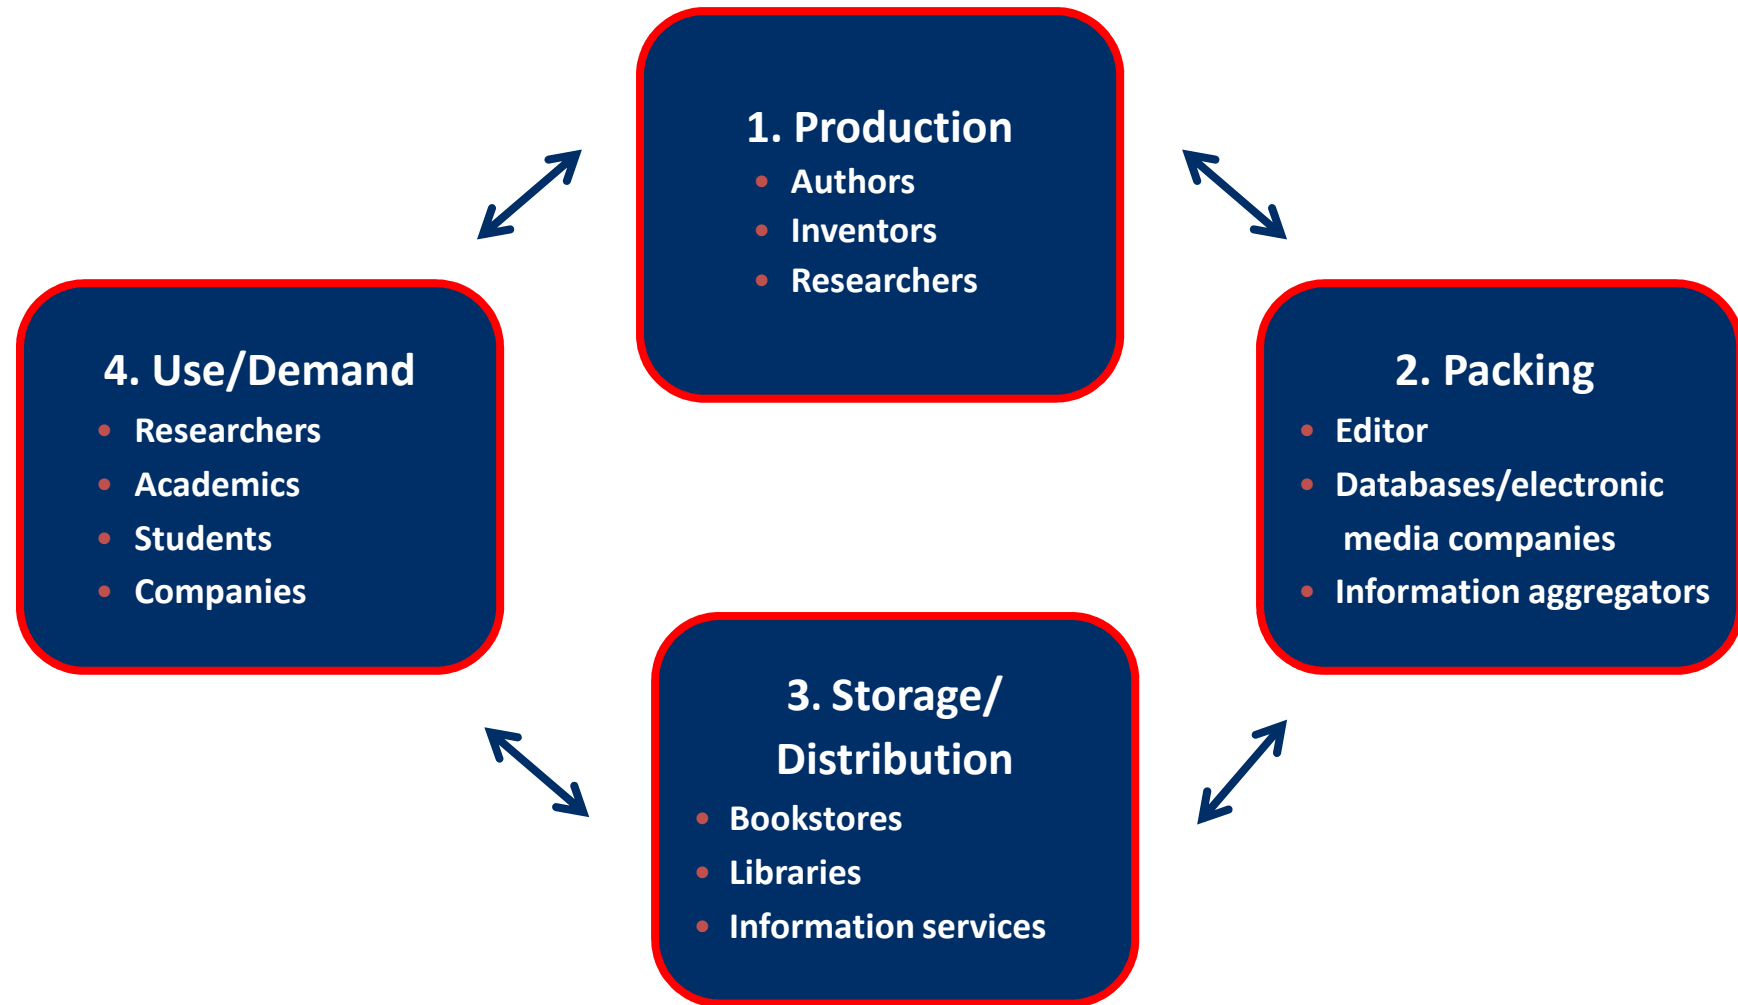 1. Production
• Authors
• Inventors
• Researchers
2. Packing
• Editor
• Databases/electronic
media companies
• Information aggregators
3. Storage/
Distribution
• Bookstores
• Libraries
• Information services
4. Use/Demand
• Researchers
• Academics
• Students
• Companies